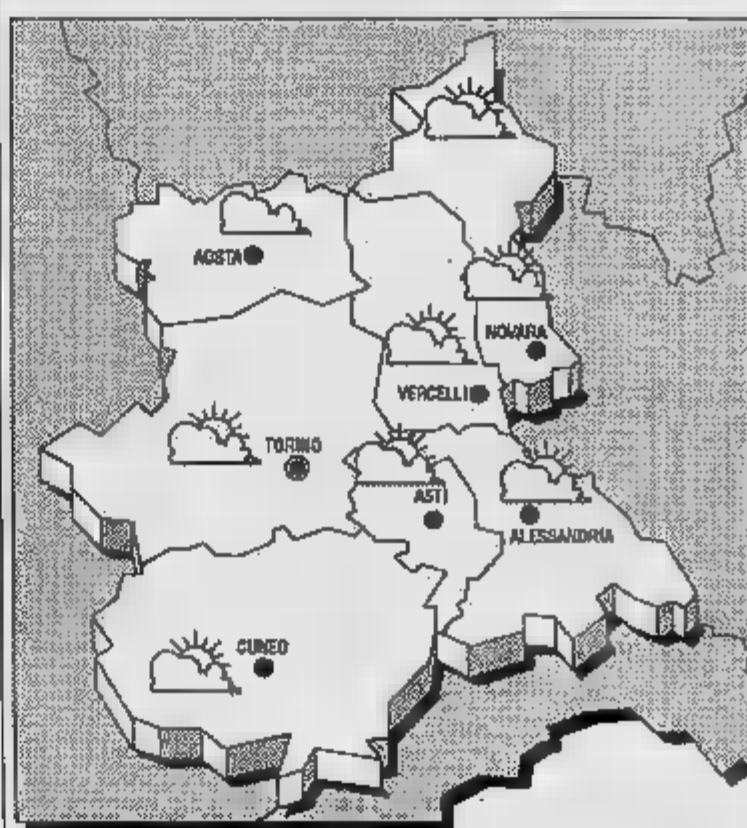 AOSTA
NOVARA
VERCELLI
TORINO
ASTI
ALESSANDRIA
CUNEO